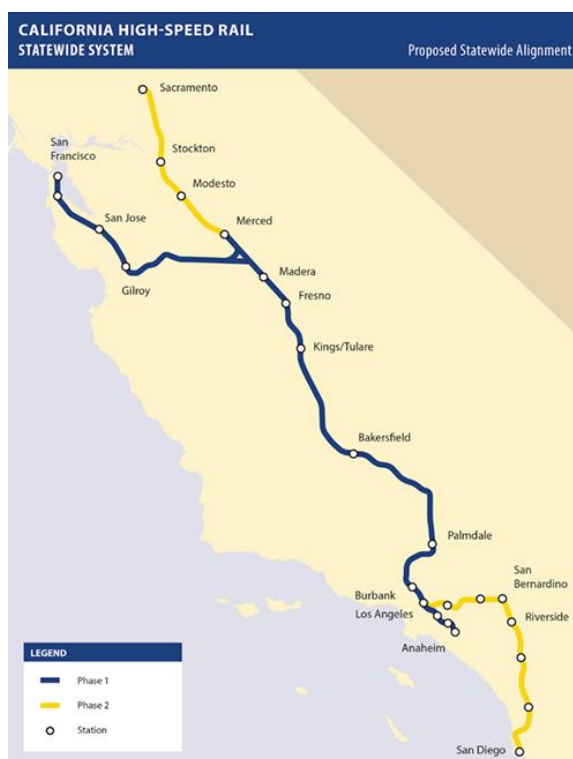 CALIFORNIA HIGH-SPEED RAIL
STATEWIDE SYSTEM
Proposed Statewide Alignment
Sacramento
Stockton
San
Francisco
Modesto
San Jose
Merced
Gilroy
Madera
Fresno
Kings/Tulare
Bakersfield
Palmdale
Burbank
San
Bernardino
Los Angeles
Riverside
Anaheim
San Diego
LEGEND
Phase 1
Phase 2
Station